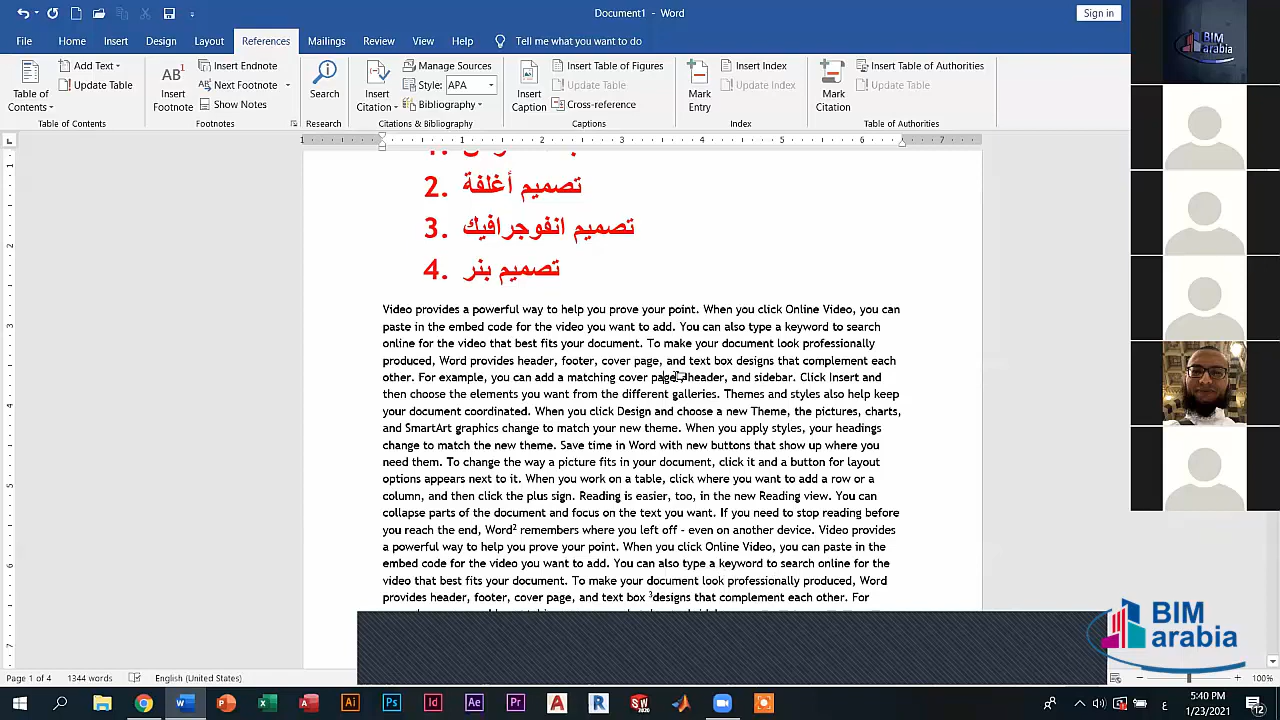 Document1 - Word
Sign in
File Home Insert Design Layout References Mailings Review View Help Tell me what you want to do
Table of Contents
Add Text
Update Table
Table of Contents
AB1
Insert Footnote
Insert Endnote
Next Footnote
Show Notes
Footnotes
Search
Research
Insert Citation
Manage Sources
Style: APA
Bibliography
Citations & Bibliography
Insert Caption
Insert Table of Figures
Update Table
Cross-reference
Captions
Mark Entry
Insert Index
Update Index
Index
Mark Citation
Insert Table of Authorities
Update Table
Table of Authorities
2. تصميم أغلفة
3. تصميم انفوجرافيك
4. تصميم بنر
Video provides a powerful way to help you prove your point. When you click Online Video, you can
paste in the embed code for the video you want to add. You can also type a keyword to search
online for the video that best fits your document. To make your document look professionally
produced, Word provides header, footer, cover page, and text box designs that complement each
other. For example, you can add a matching cover page, header, and sidebar. Click Insert and
then choose the elements you want from the different galleries. Themes and styles also help keep
your document coordinated. When you click Design and choose a new Theme, the pictures, charts,
and SmartArt graphics change to match your new theme. When you apply styles, your headings
change to match the new theme. Save time in Word with new buttons that show up where you
need them. To change the way a picture fits in your document, click it and a button for layout
options appears next to it. When you work on a table, click where you want to add a row or a
column, and then click the plus sign. Reading is easier, too, in the new Reading view. You can
collapse parts of the document and focus on the text you want. If you need to stop reading before
you reach the end, Word2 remembers where you left off - even on another device. Video provides
a powerful way to help you prove your point. When you click Online Video, you can paste in the
embed code for the video you want to add. You can also type a keyword to search online for the
video that best fits your document. To make your document look professionally produced, Word
provides header, footer, cover page, and text box 3designs that complement each other. For
BIM arabia
BIM
arabia
Page 1 of 4 1344 words English (United States) 100%
5:40 PM
1/23/2021